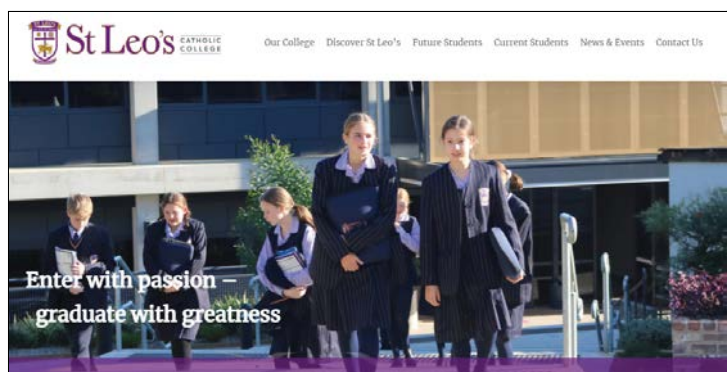 St Leo's CATHOLIC
COLLEGE
Our College Discover St Leo's Future Students Current Students News & Events Contact Us
Enter with passion –
graduate with greatness